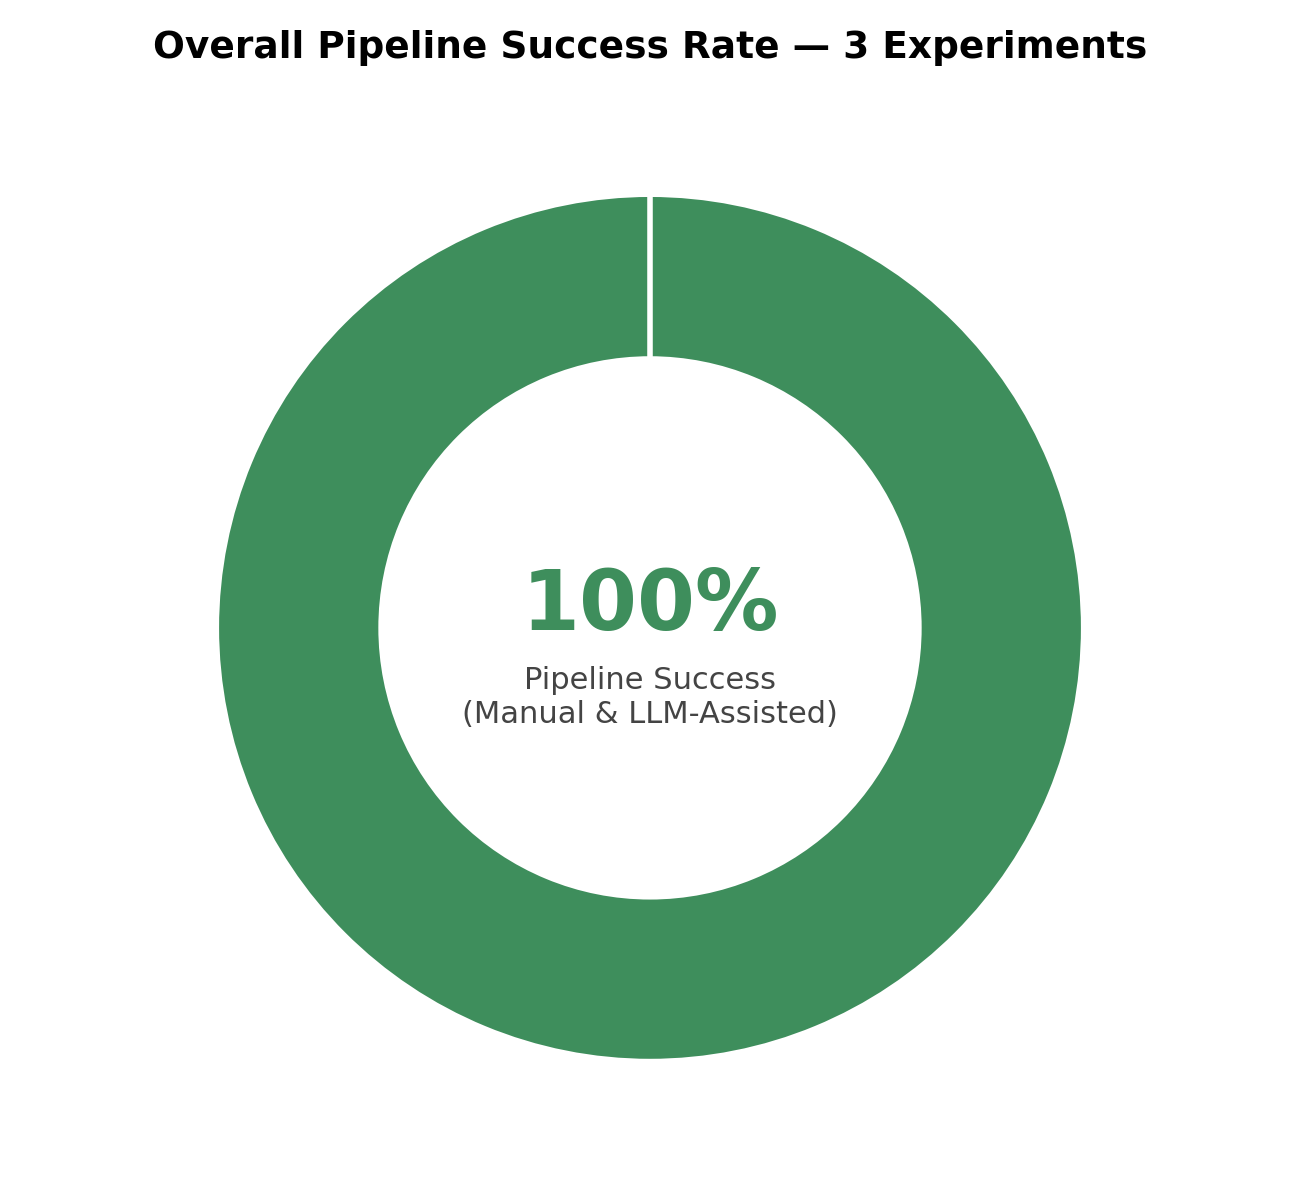 Overall Pipeline Success Rate — 3 Experiments
100%
Pipeline Success
(Manual & LLM-Assisted)